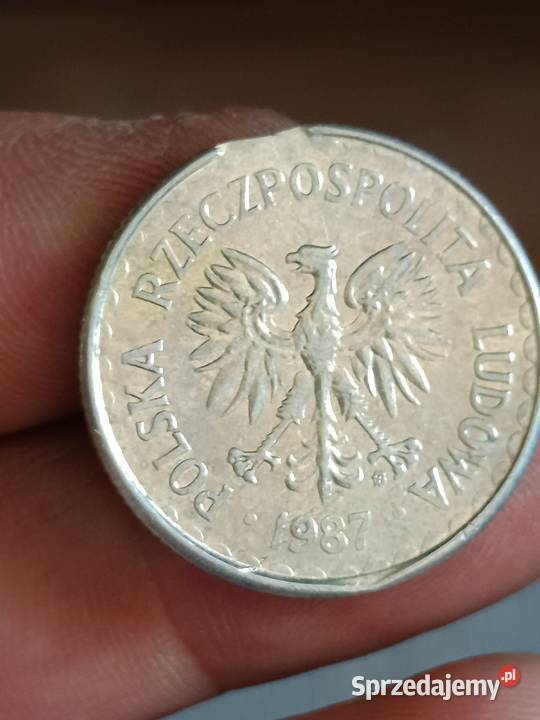 POLSKA RZECZPOSPOLITA LUDOWA
· 1987 ·
Sprzedajemy.pl